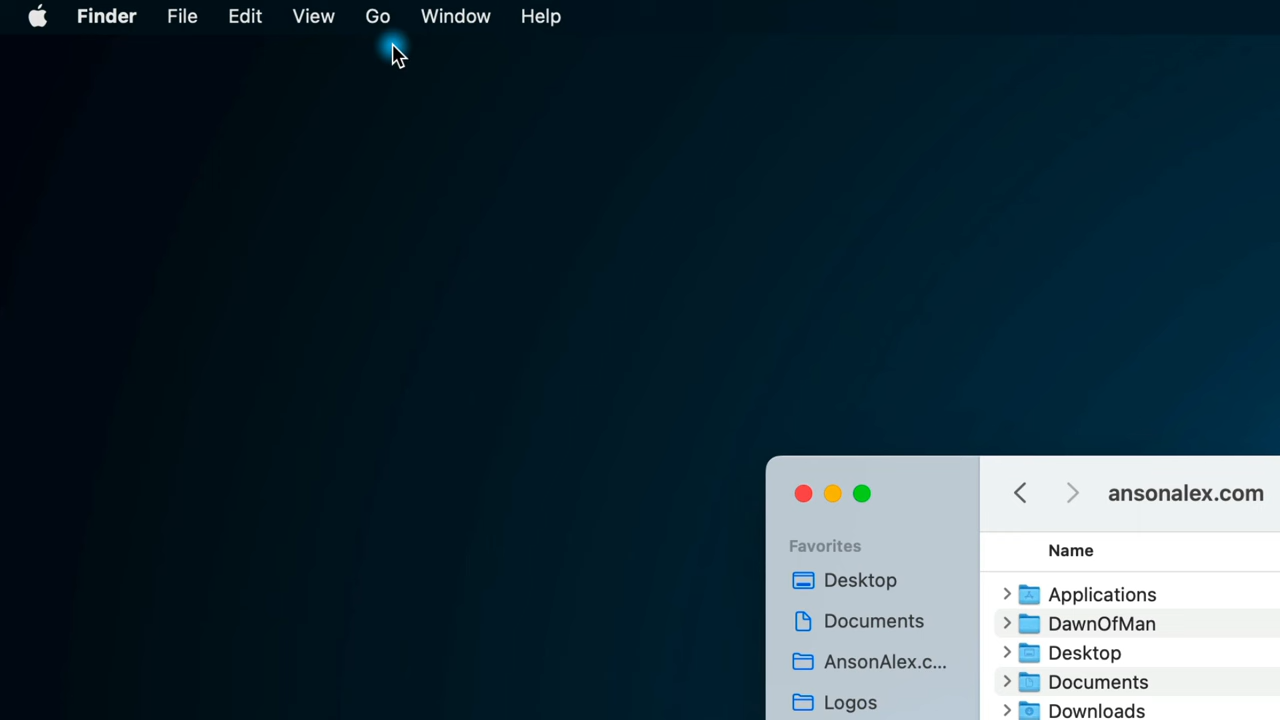 Finder File Edit View Go Window Help
ansonalex.com
Favorites
Name
Desktop
Applications
Documents
DawnOfMan
AnsonAlex.c...
Desktop
Logos
Documents
Downloads